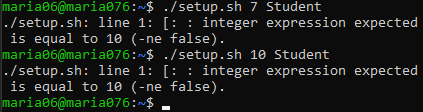 maria06@maria076:~$ ./setup.sh 7 Student
./setup.sh: line 1: [: : integer expression expected
 is equal to 10 (-ne false).
maria06@maria076:~$ ./setup.sh 10 Student
./setup.sh: line 1: [: : integer expression expected
 is equal to 10 (-ne false).
maria06@maria076:~$